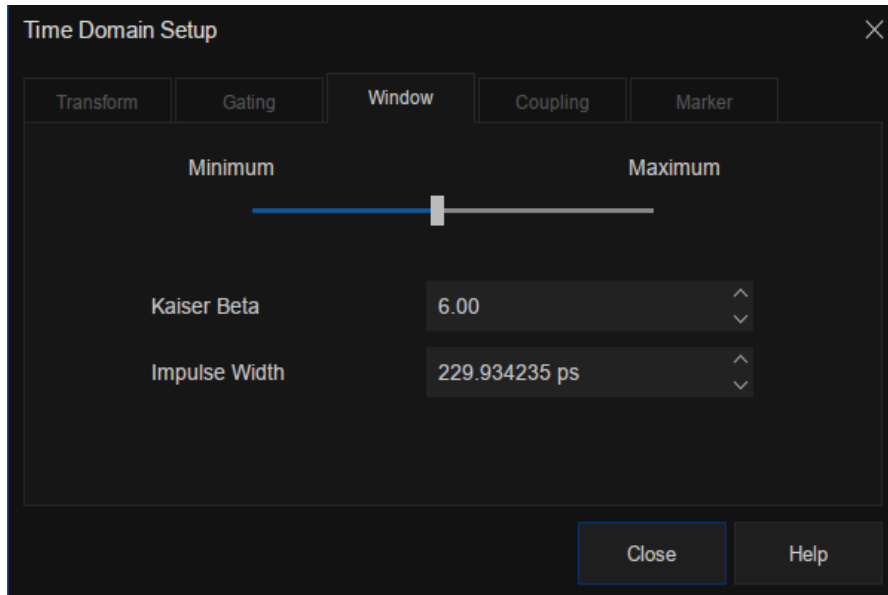 Time Domain Setup
Transform Gating Window Coupling Marker
Minimum Maximum
Kaiser Beta 6.00
Impulse Width 229.934235 ps
Close Help